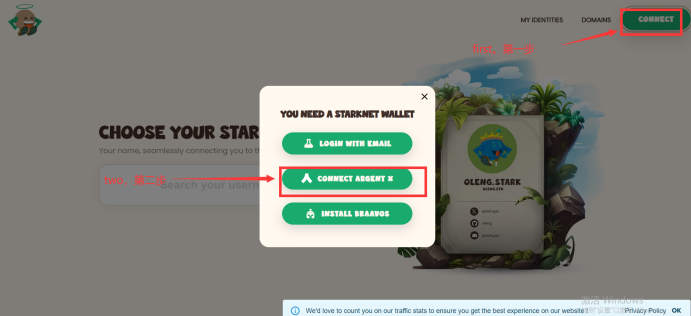 MY IDENTITIES
DOMAINS
CONNECT
first，第一步
YOU NEED A STARKNET WALLET
LOGIN WITH EMAIL
CHOOSE YOUR STAR
Your name, seamlessly connecting you to th
CONNECT ARGENT X
two，第二步
Search your usern
INSTALL BRAAVOS
OLENG.STARK
激活 Windows
We'd love to count you on our traffic stats to ensure you get the best experience on our website !
Privacy Policy
OK